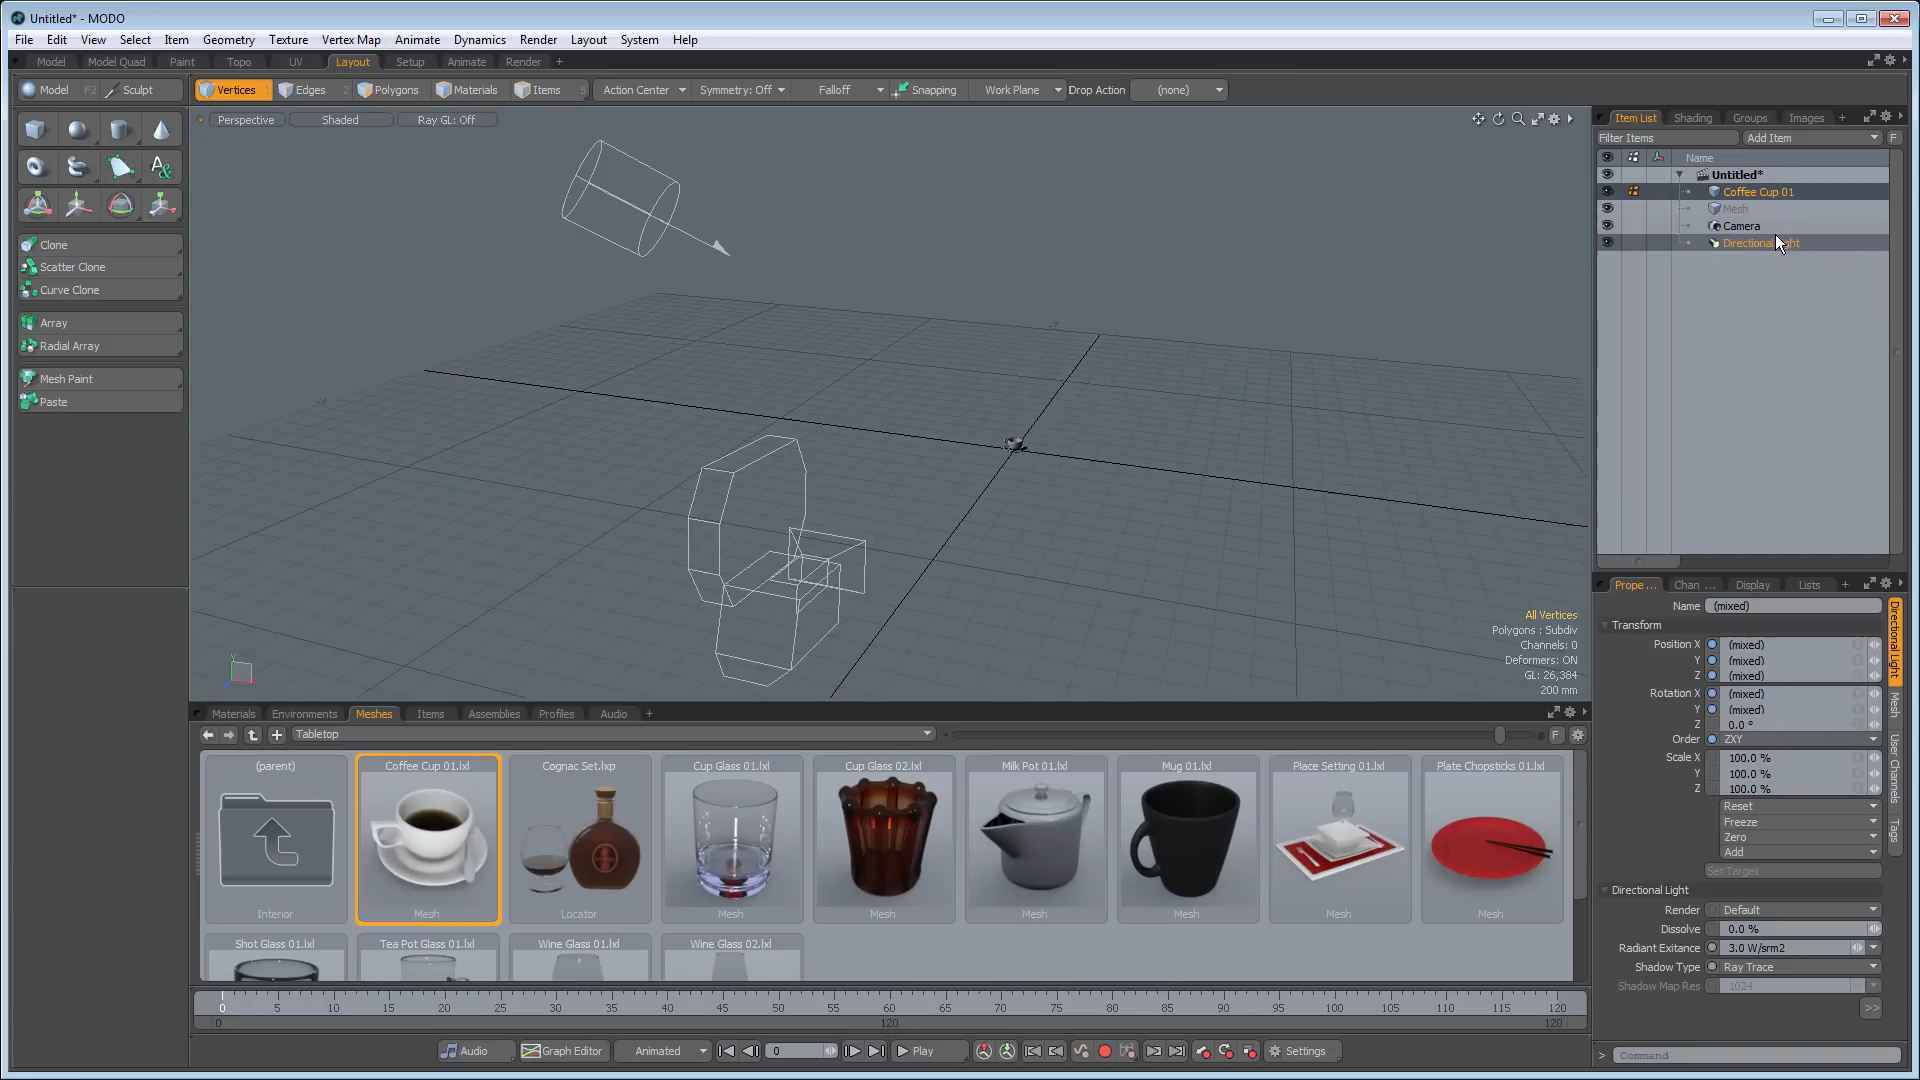 Untitled* - MODO
File Edit View Select Item Geometry Texture Vertex Map Animate Dynamics Render Layout System Help
Model Model Quad Paint Topo UV Layout Setup Animate Render +
Model F2 Sculpt Vertices 1 Edges 2 Polygons Materials Items 5 Action Center Symmetry: Off Falloff Snapping Work Plane Drop Action (none)
Perspective Shaded Ray GL: Off
Item List Shading Groups Images +
Filter Items Add Item F
Name
Untitled*
Coffee Cup 01
Mesh
Camera
Directional Light
Clone
Scatter Clone
Curve Clone
Array
Radial Array
Mesh Paint
Paste
-Z
-X
All Vertices
Polygons : Subdiv
Channels: 0
Deformers: ON
GL: 26,384
200 mm
Prope ... Chan ... Display Lists +
Name (mixed)
Transform
Position X (mixed)
Y (mixed)
Z (mixed)
Rotation X (mixed)
Y (mixed)
Z 0.0 °
Order ZXY
Scale X 100.0 %
Y 100.0 %
Z 100.0 %
Reset
Freeze
Zero
Add
Set Target
Directional Light
Render Default
Dissolve 0.0 %
Radiant Exitance 3.0 W/srm2
Shadow Type Ray Trace
Shadow Map Res 1024
>>
Directional Light
Mesh
User Channels
Tags
Materials Environments Meshes Items Assemblies Profiles Audio +
Tabletop F
(parent) Coffee Cup 01.lxl Cognac Set.lxp Cup Glass 01.lxl Cup Glass 02.lxl Milk Pot 01.lxl Mug 01.lxl Place Setting 01.lxl Plate Chopsticks 01.lxl
Interior Mesh Locator Mesh Mesh Mesh Mesh Mesh Mesh
Shot Glass 01.lxl Tea Pot Glass 01.lxl Wine Glass 01.lxl Wine Glass 02.lxl
0 5 10 15 20 25 30 35 40 45 50 55 60 65 70 75 80 85 90 95 100 105 110 115 120
0 120 120
Audio Graph Editor Animated 0 Play Settings
> Command